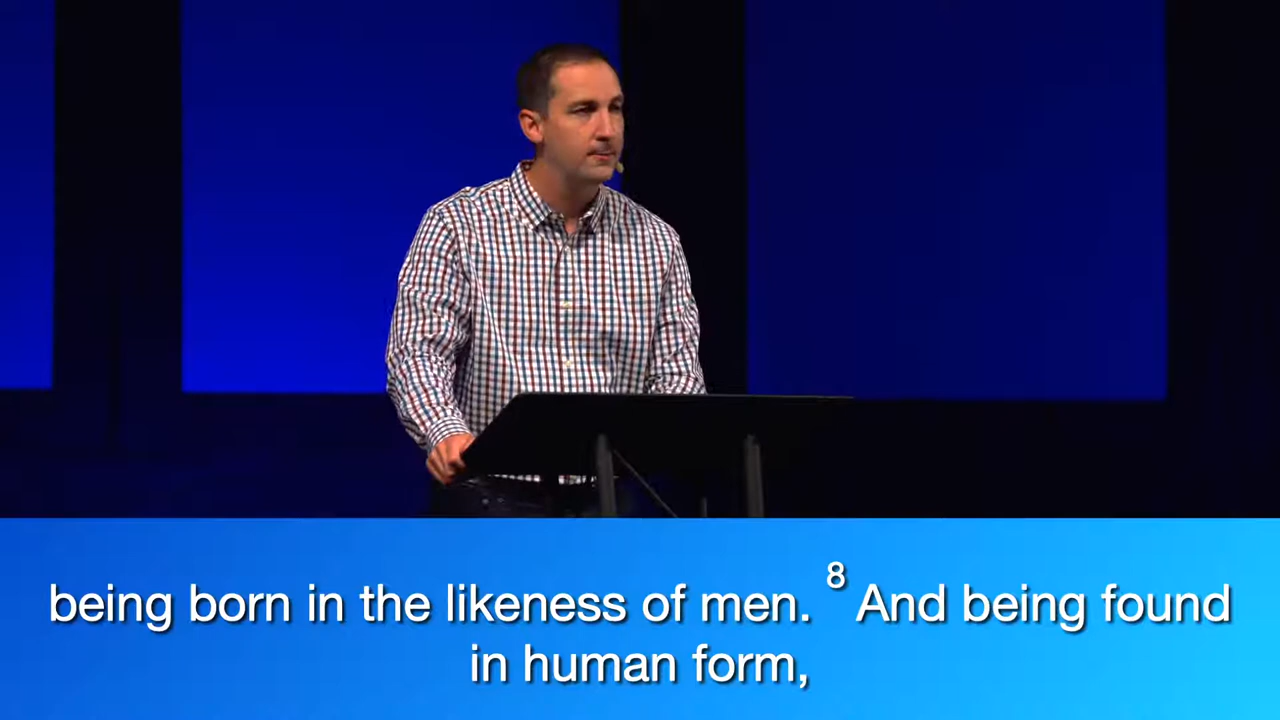 being born in the likeness of men. ⁸ And being found
in human form,